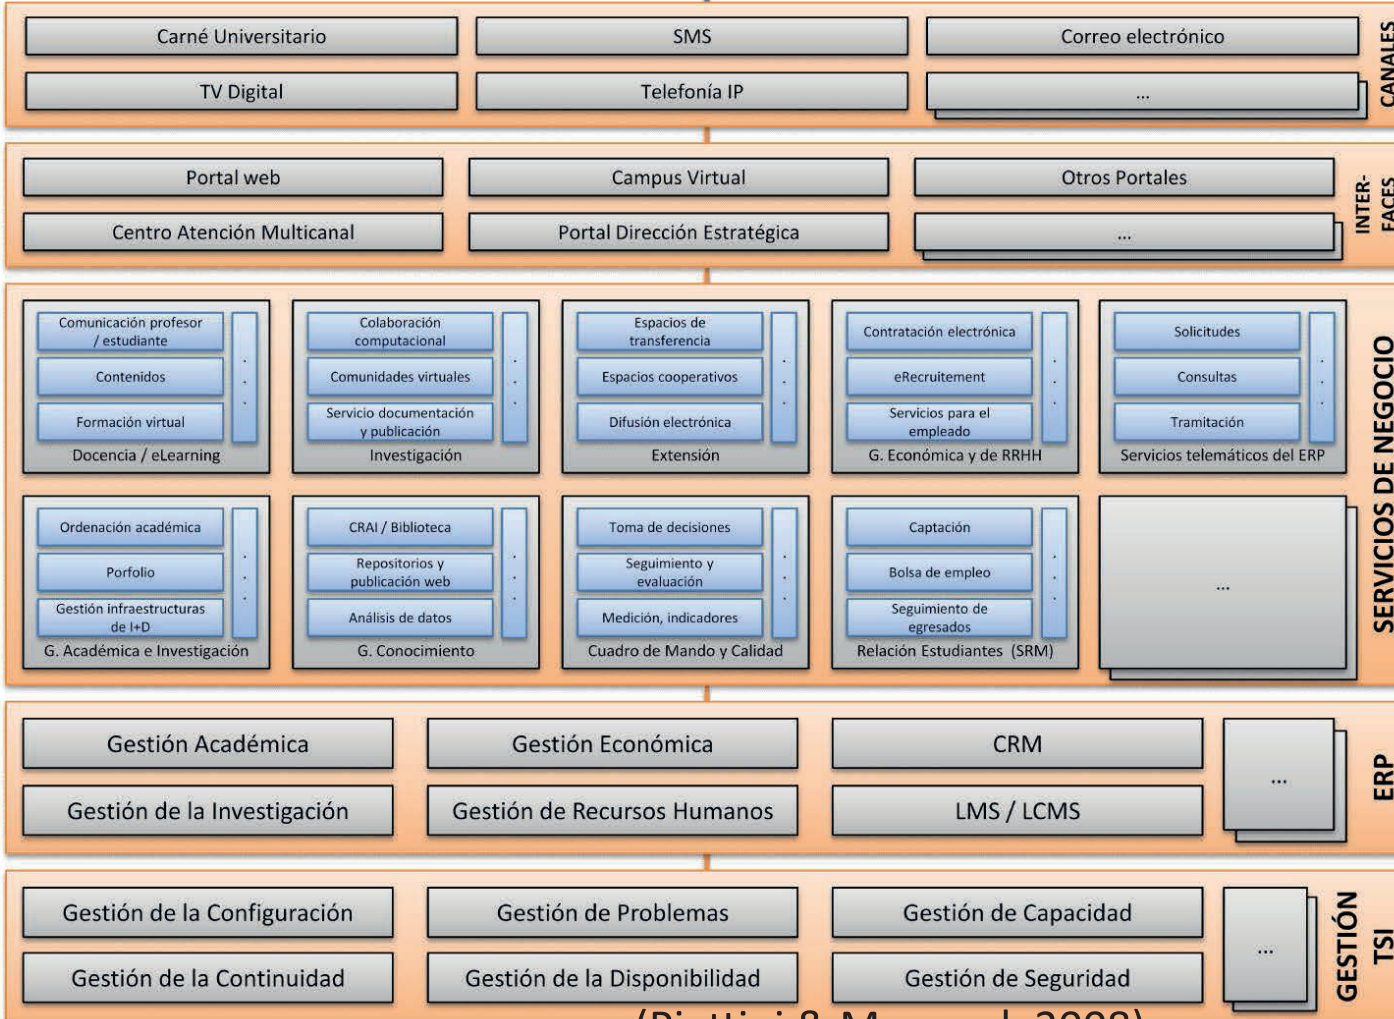 Carné Universitario
SMS
Correo electrónico
TV Digital
Telefonía IP
...
CANALES
Portal web
Campus Virtual
Otros Portales
Centro Atención Multicanal
Portal Dirección Estratégica
...
INTER-
FACES
Comunicación profesor
/ estudiante
Contenidos
Formación virtual
Docencia / eLearning
Colaboración
computacional
Comunidades virtuales
Servicio documentación
y publicación
Investigación
Espacios de
transferencia
Espacios cooperativos
Difusión electrónica
Extensión
Contratación electrónica
eRecruitement
Servicios para el
empleado
G. Económica y de RRHH
Solicitudes
Consultas
Tramitación
Servicios telemáticos del ERP
Ordenación académica
Porfolio
Gestión infraestructuras
de I+D
G. Académica e Investigación
CRAI / Biblioteca
Repositorios y
publicación web
Análisis de datos
G. Conocimiento
Toma de decisiones
Seguimiento y
evaluación
Medición, indicadores
Cuadro de Mando y Calidad
Captación
Bolsa de empleo
Seguimiento de
egresados
Relación Estudiantes (SRM)
...
SERVICIOS DE NEGOCIO
Gestión Académica
Gestión Económica
CRM
Gestión de la Investigación
Gestión de Recursos Humanos
LMS / LCMS
...
ERP
Gestión de la Configuración
Gestión de Problemas
Gestión de Capacidad
Gestión de la Continuidad
Gestión de la Disponibilidad
Gestión de Seguridad
...
GESTIÓN
TSI
2008)